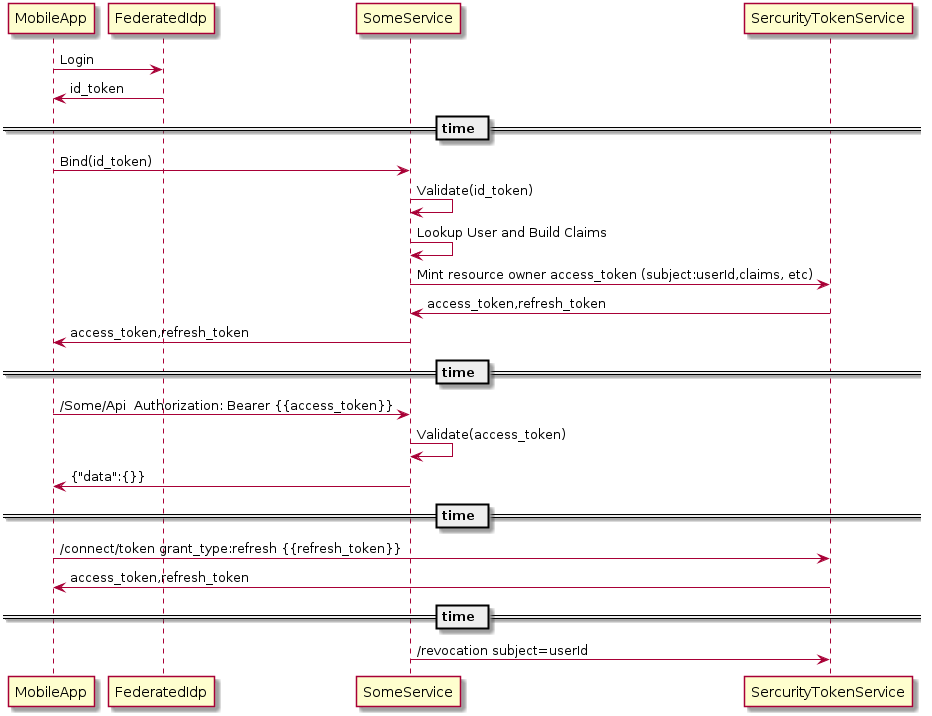 MobileApp FederatedIdp SomeService SercurityTokenService
Login
id_token
time
Bind(id_token)
Validate(id_token)
Lookup User and Build Claims
Mint resource owner access_token (subject:userId,claims, etc)
access_token,refresh_token
access_token,refresh_token
time
/Some/Api  Authorization: Bearer {{access_token}}
Validate(access_token)
{"data":{}}
time
/connect/token grant_type:refresh {{refresh_token}}
access_token,refresh_token
time
/revocation subject=userId
MobileApp FederatedIdp SomeService SercurityTokenService